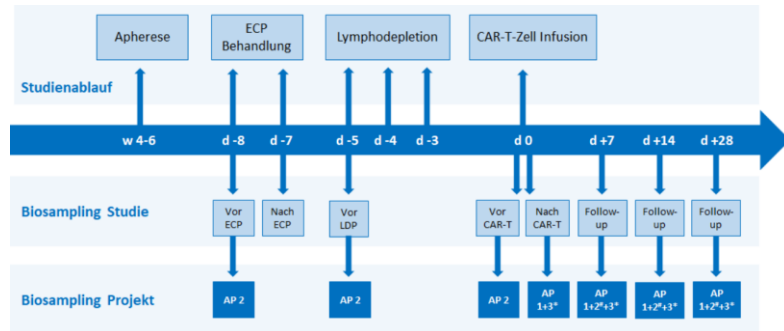 Apherese
ECP
Behandlung
Lymphodepletion
CAR-T-Zell Infusion
Studienablauf
w 4-6 d -8 d -7 d -5 d -4 d -3 d 0 d +7 d +14 d +28
Biosampling Studie
Vor
ECP
Nach
ECP
Vor
LDP
Vor
CAR-T
Nach
CAR-T
Follow-
up
Follow-
up
Follow-
up
Biosampling Projekt
AP 2
AP 2
AP 2
AP
1+3*
AP
1+2#+3*
AP
1+2#+3*
AP
1+2#+3*